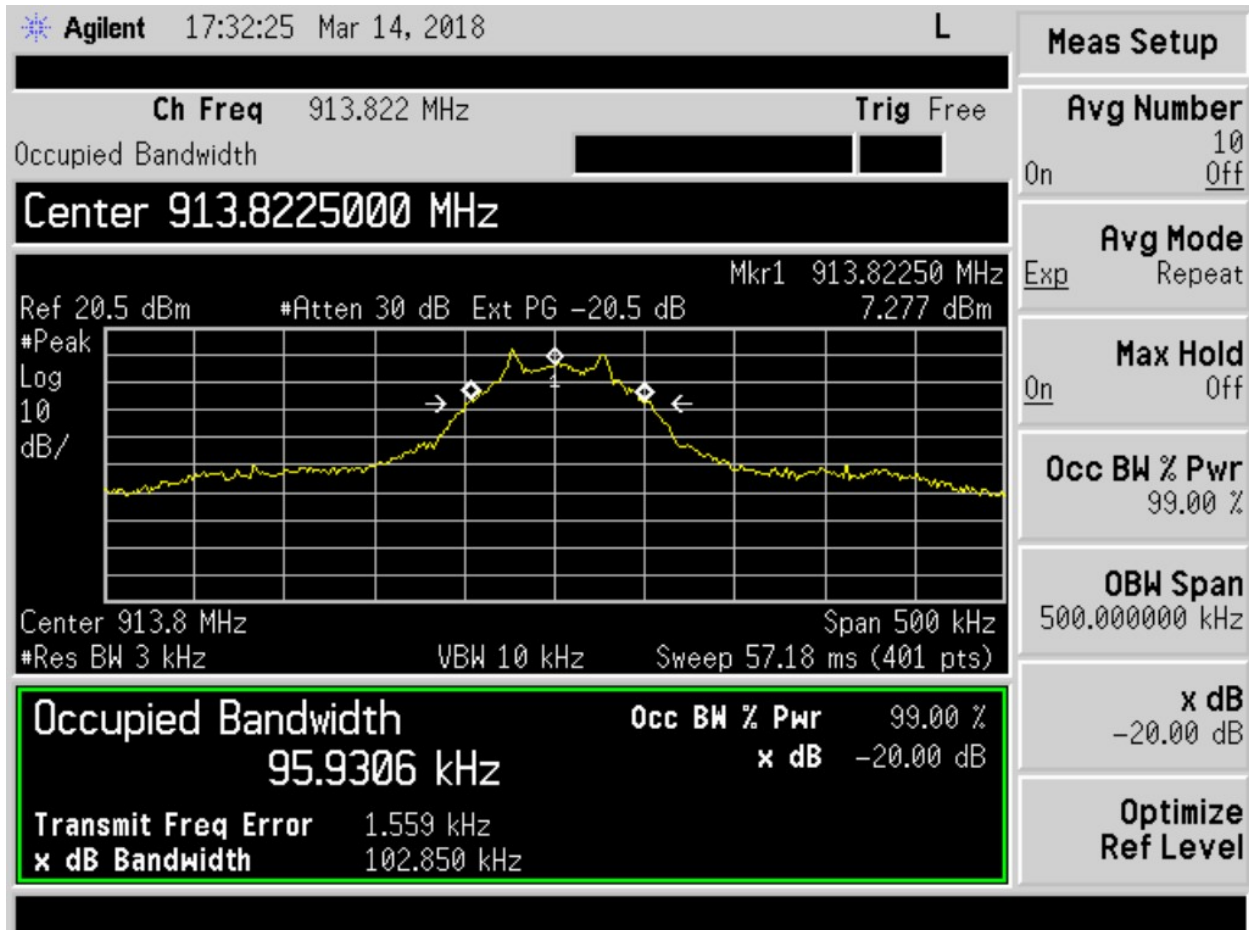 Agilent 17:32:25 Mar 14, 2018 L
Ch Freq 913.822 MHz Trig Free
Occupied Bandwidth
Center 913.8225000 MHz
Mkr1 913.82250 MHz
Ref 20.5 dBm #Atten 30 dB Ext PG -20.5 dB 7.277 dBm
#Peak
Log
10
dB/
1
Center 913.8 MHz Span 500 kHz
#Res BW 3 kHz VBW 10 kHz Sweep 57.18 ms (401 pts)
Occupied Bandwidth Occ BW % Pwr 99.00 %
95.9306 kHz x dB -20.00 dB
Transmit Freq Error 1.559 kHz
x dB Bandwidth 102.850 kHz
Meas Setup
Avg Number
10
On Off
Avg Mode
Exp Repeat
Max Hold
On Off
Occ BW % Pwr
99.00 %
OBW Span
500.000000 kHz
x dB
-20.00 dB
Optimize
Ref Level